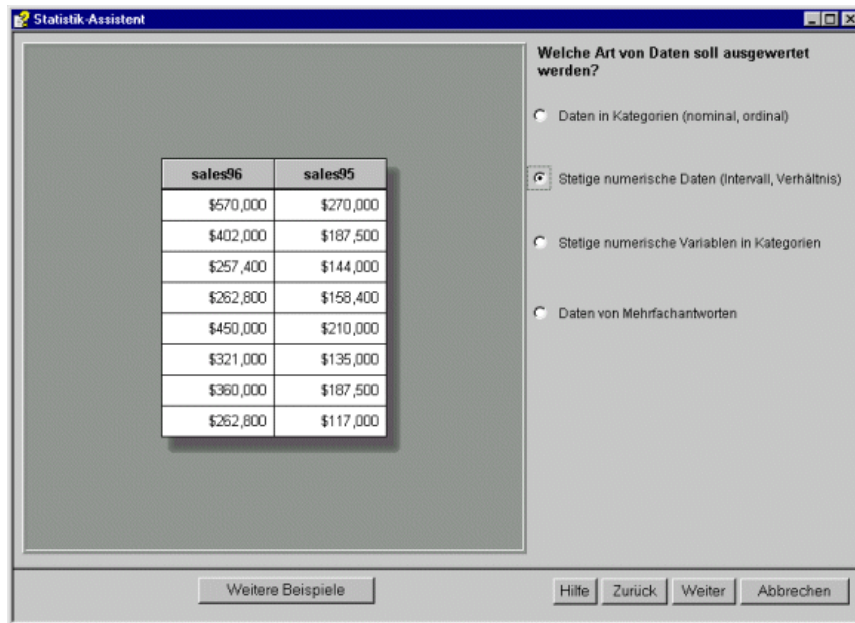 Statistik-Assistent
Welche Art von Daten soll ausgewertet
werden?
Daten in Kategorien (nominal, ordinal)
Stetige numerische Daten (Intervall, Verhältnis)
Stetige numerische Variablen in Kategorien
Daten von Mehrfachantworten
sales96 sales95
$570,000 $270,000
$402,000 $187,500
$257,400 $144,000
$262,800 $158,400
$450,000 $210,000
$321,000 $135,000
$360,000 $187,500
$262,800 $117,000
Weitere Beispiele
Hilfe Zurück Weiter Abbrechen